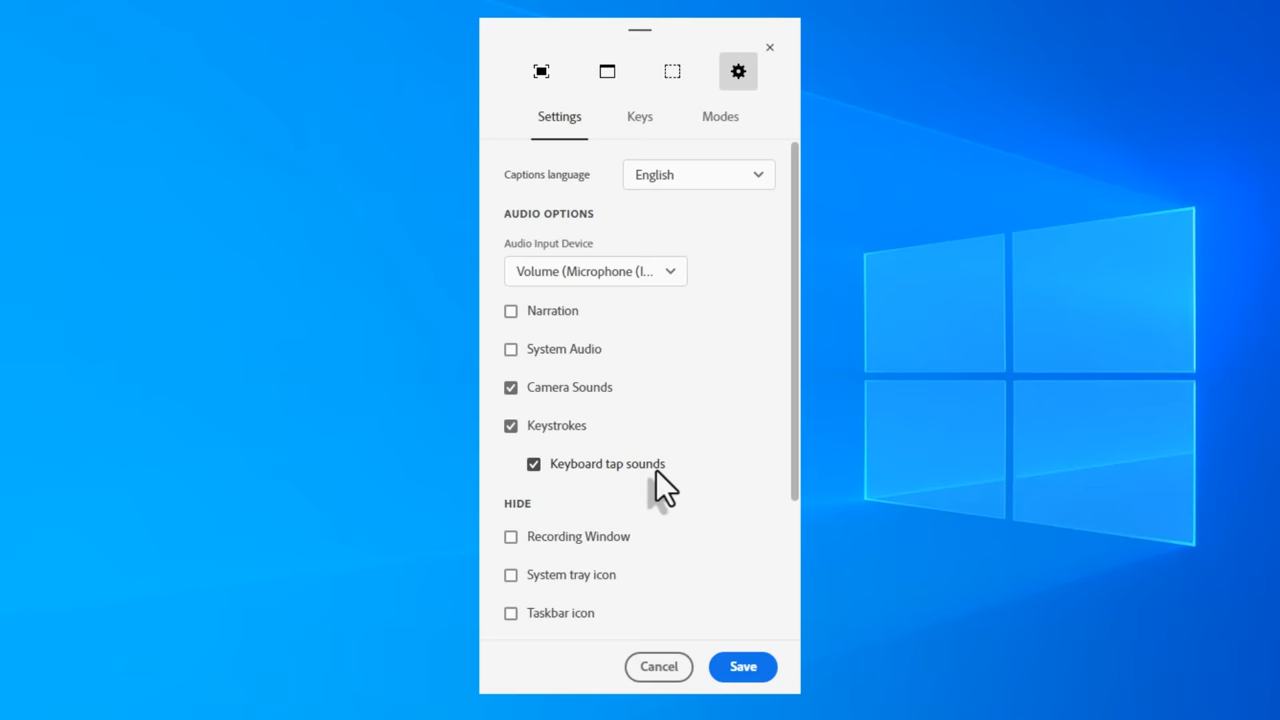 Settings Keys Modes
Captions language English
AUDIO OPTIONS
Audio Input Device
Volume (Microphone (I...
Narration
System Audio
Camera Sounds
Keystrokes
Keyboard tap sounds
HIDE
Recording Window
System tray icon
Taskbar icon
Cancel Save